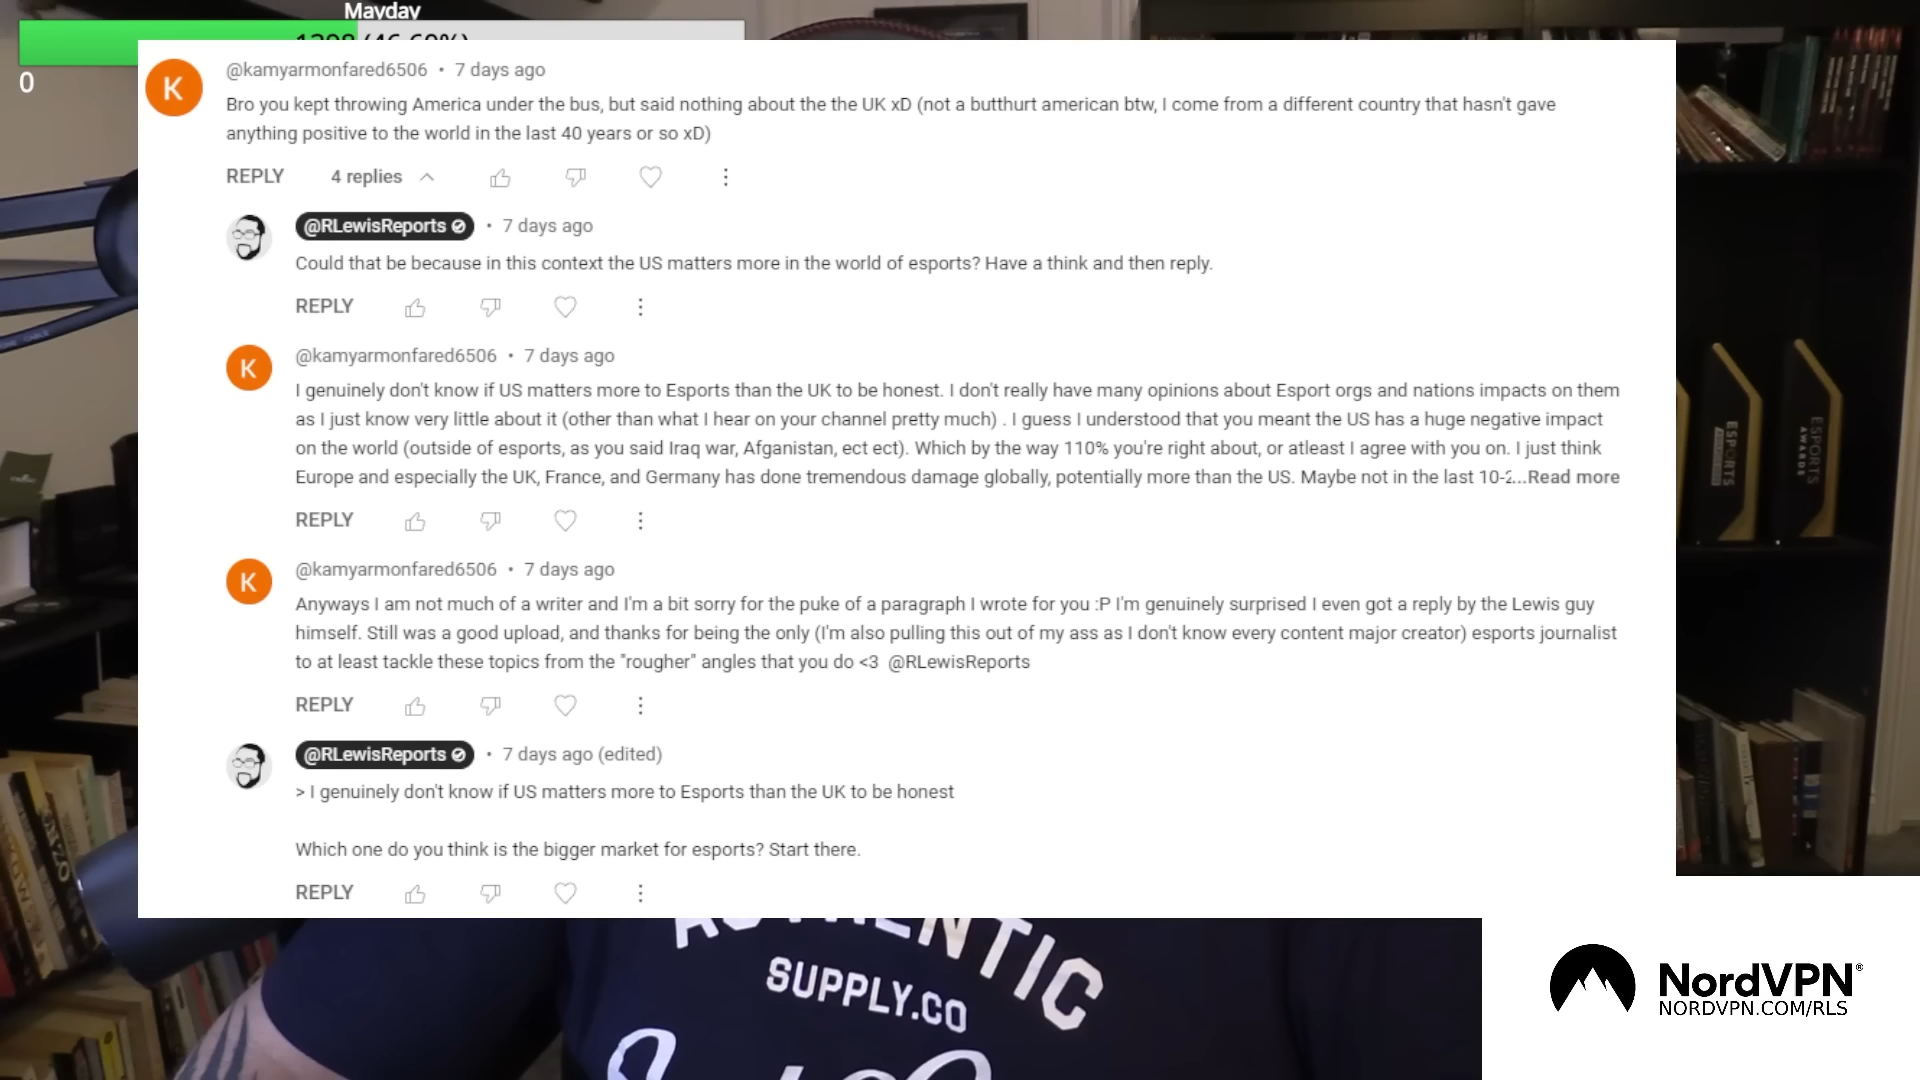 Mayday
1398 (46.60%)
0
K
@kamyarmonfared6506 • 7 days ago
Bro you kept throwing America under the bus, but said nothing about the the UK xD (not a butthurt american btw, I come from a different country that hasn't gave
anything positive to the world in the last 40 years or so xD)
REPLY 4 replies
@RLewisReports • 7 days ago
Could that be because in this context the US matters more in the world of esports? Have a think and then reply.
REPLY
K
@kamyarmonfared6506 • 7 days ago
I genuinely don't know if US matters more to Esports than the UK to be honest. I don't really have many opinions about Esport orgs and nations impacts on them
as I just know very little about it (other than what I hear on your channel pretty much) . I guess I understood that you meant the US has a huge negative impact
on the world (outside of esports, as you said Iraq war, Afganistan, ect ect). Which by the way 110% you're right about, or atleast I agree with you on. I just think
Europe and especially the UK, France, and Germany has done tremendous damage globally, potentially more than the US. Maybe not in the last 10-2...Read more
REPLY
K
@kamyarmonfared6506 • 7 days ago
Anyways I am not much of a writer and I'm a bit sorry for the puke of a paragraph I wrote for you :P I'm genuinely surprised I even got a reply by the Lewis guy
himself. Still was a good upload, and thanks for being the only (I'm also pulling this out of my ass as I don't know every content major creator) esports journalist
to at least tackle these topics from the "rougher" angles that you do <3 @RLewisReports
REPLY
@RLewisReports • 7 days ago (edited)
> I genuinely don't know if US matters more to Esports than the UK to be honest
Which one do you think is the bigger market for esports? Start there.
REPLY
ESPORTS
ESPORTS
AWARDS
AUTHENTIC
SUPPLY.CO
NordVPN®
NORDVPN.COM/RLS